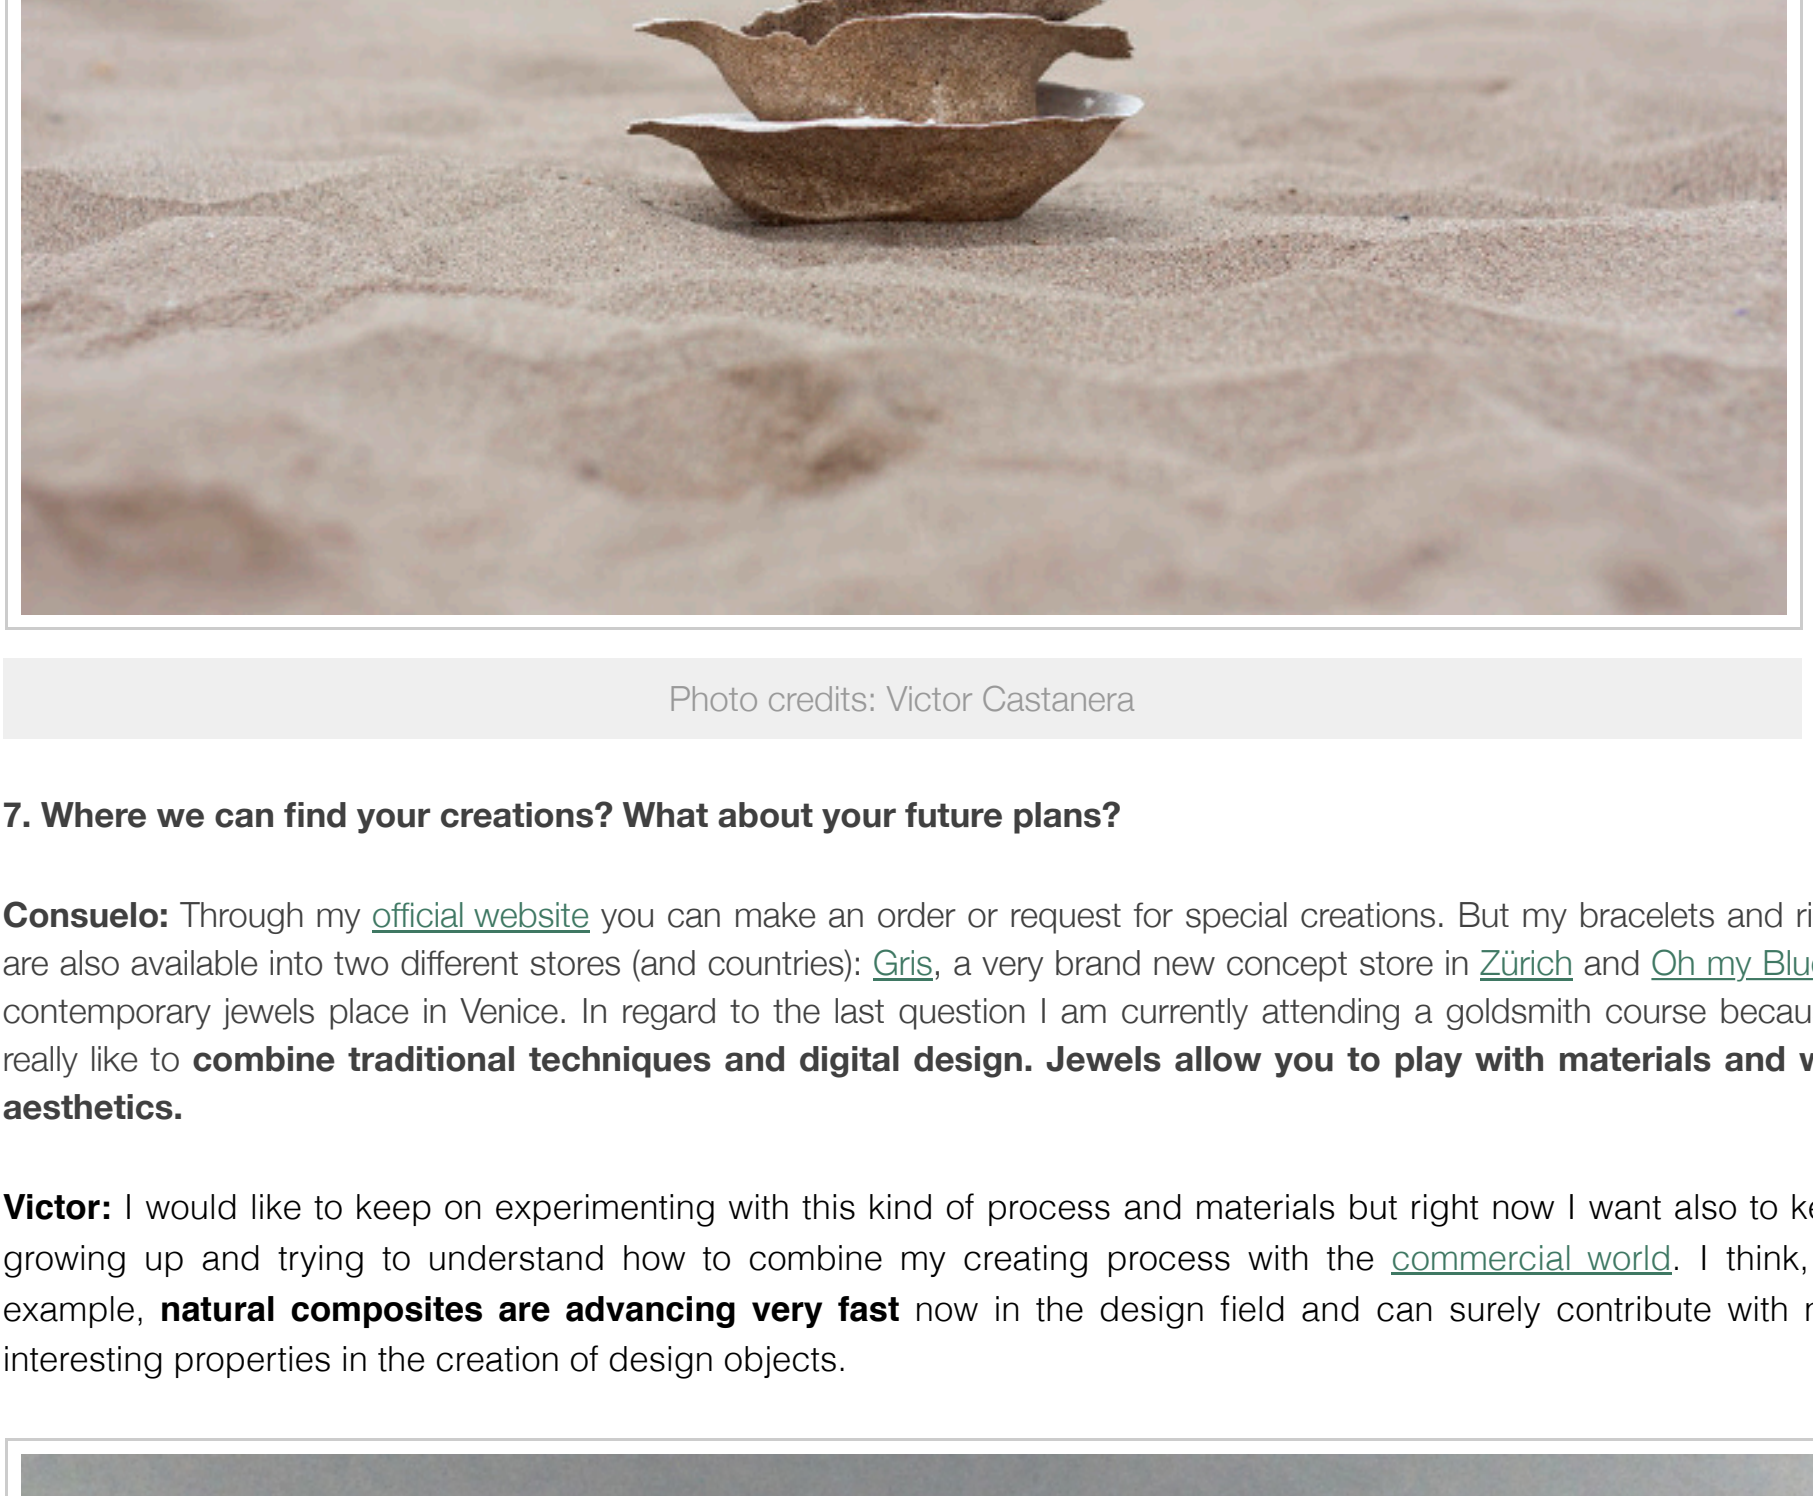 Photo credits: Victor Castanera
7. Where we can find your creations? What about your future plans?
Consuelo: Through my official website you can make an order or request for special creations. But my bracelets and
are also available into two different stores (and countries): Gris, a very brand new concept store in Zürich and Oh my
contemporary jewels place in Venice. In regard to the last question I am currently attending a goldsmith course
really like to combine traditional techniques and digital design. Jewels allow you to play with materials and
aesthetics.
Victor: I would like to keep on experimenting with this kind of process and materials but right now I want also to
growing up and trying to understand how to combine my creating process with the commercial world. I think,
example, natural composites are advancing very fast now in the design field and can surely contribute with
interesting properties in the creation of design objects.